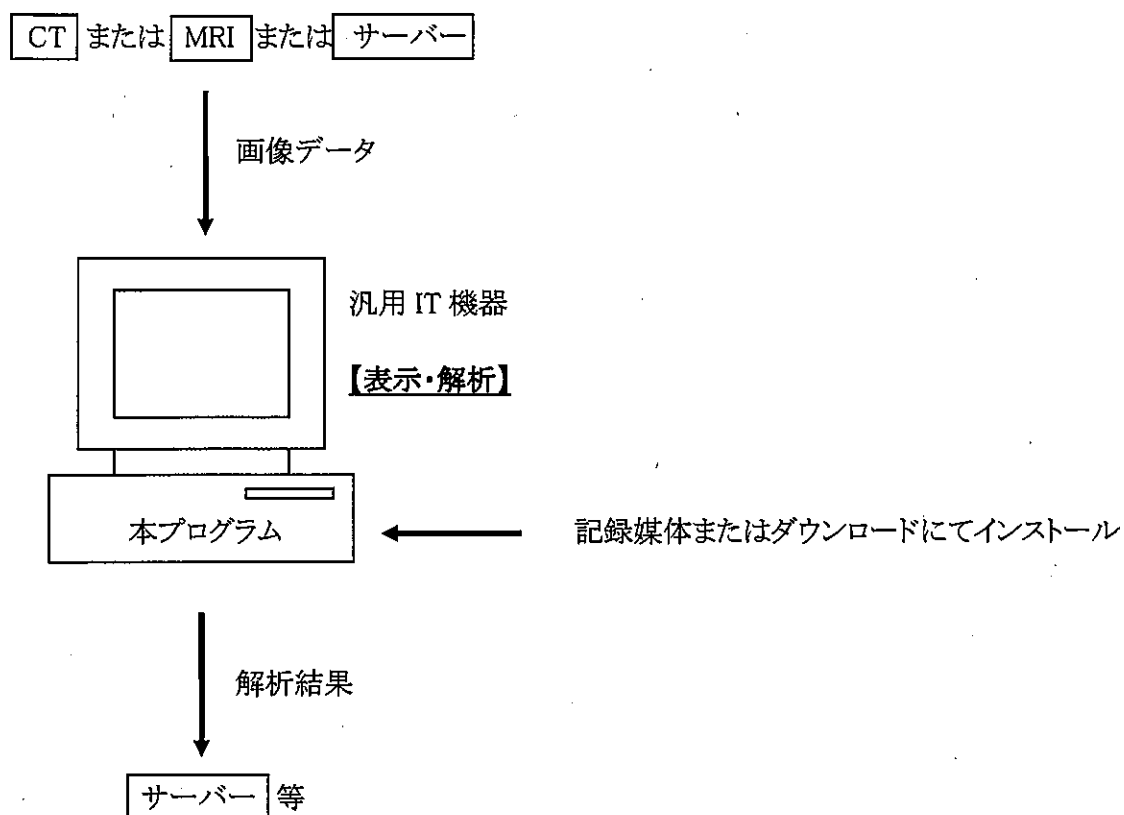 CT または MRI または サーバー
画像データ
汎用 IT 機器
【表示・解析】
本プログラム
記録媒体またはダウンロードにてインストール
解析結果
サーバー 等